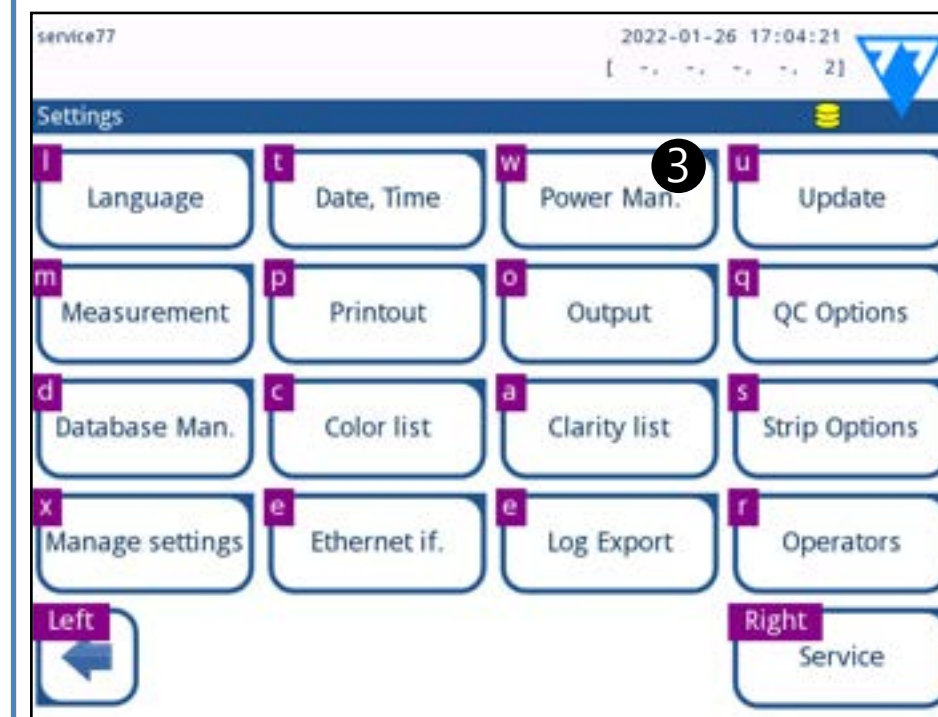 service77
2022-01-26 17:04:21
[ -, -, -, -, 2]
77
Settings
l
Language
t
Date, Time
w
Power Man.
3
u
Update
m
Measurement
p
Printout
o
Output
q
QC Options
d
Database Man.
c
Color list
a
Clarity list
s
Strip Options
x
Manage settings
e
Ethernet if.
e
Log Export
r
Operators
Left
Right
Service